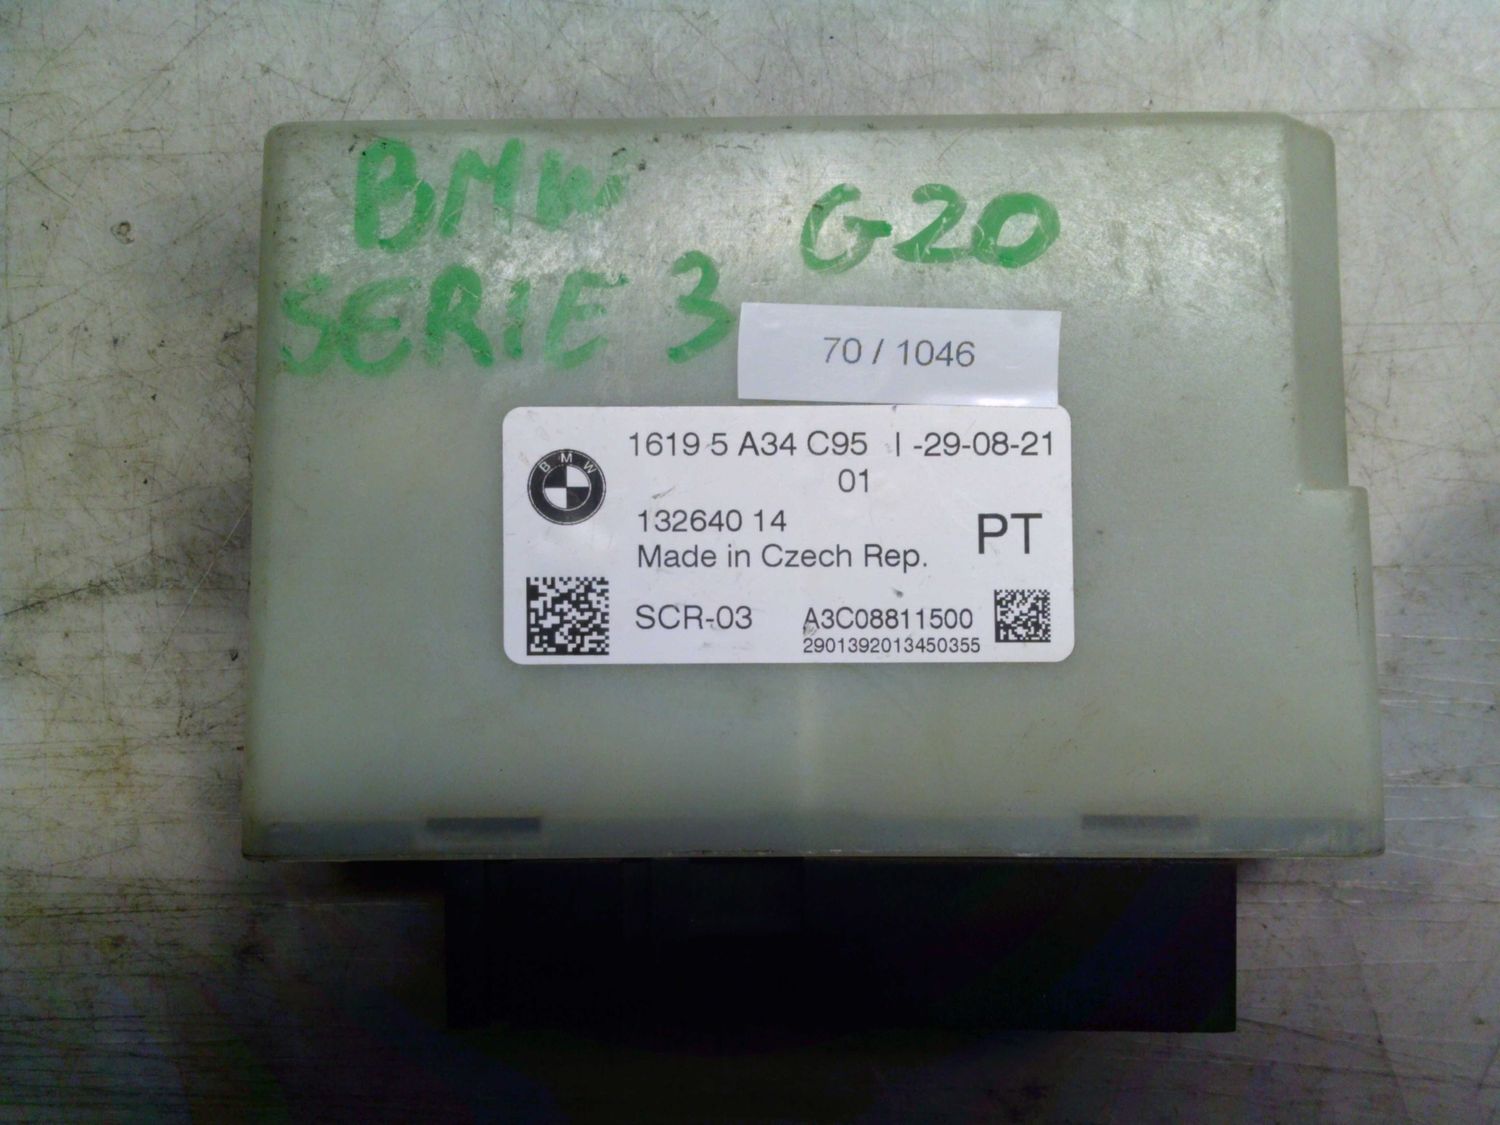 BMW
G20
SERIE 3
70 / 1046
1619 5 A34 C95 I -29-08-21
01
BMW
132640 14
PT
Made in Czech Rep.
SCR-03
A3C08811500
2901392013450355